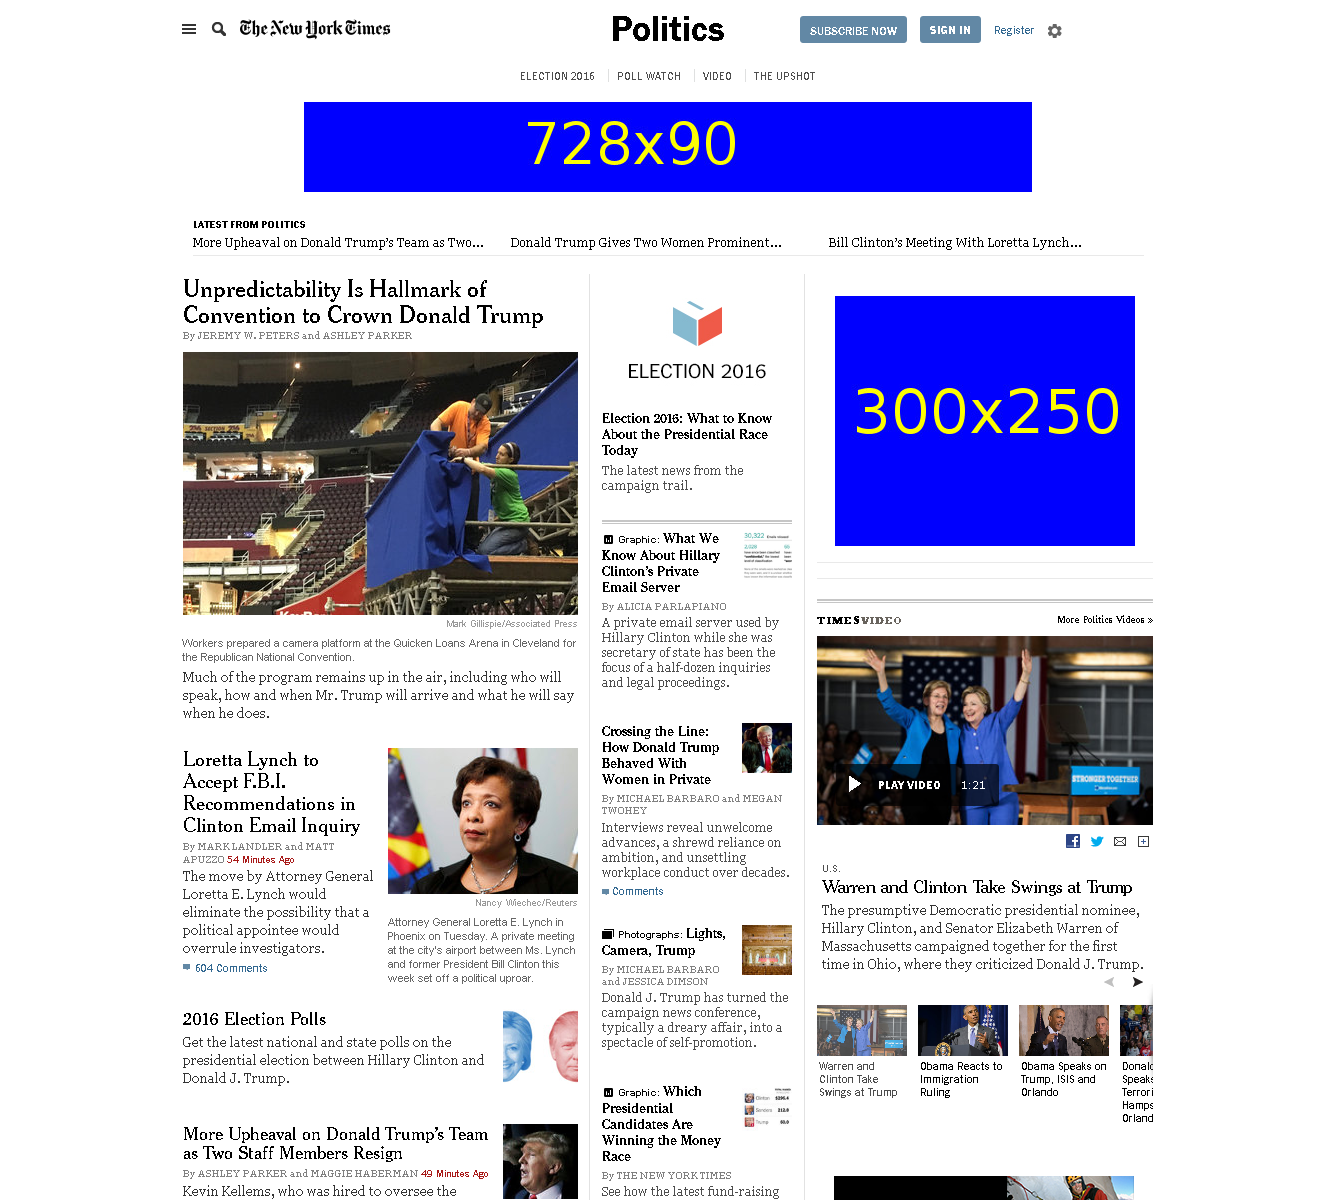 The New York Times
Politics
SUBSCRIBE NOW
SIGN IN
Register
ELECTION 2016
POLL WATCH
VIDEO
THE UPSHOT
728x90
LATEST FROM POLITICS
More Upheaval on Donald Trump's Team as Two...
Donald Trump Gives Two Women Prominent...
Bill Clinton's Meeting With Loretta Lynch...
Unpredictability Is Hallmark of
Convention to Crown Donald Trump
By JEREMY W. PETERS and ASHLEY PARKER
Mark Gillispie/Associated Press
Workers prepared a camera platform at the Quicken Loans Arena in Cleveland for
the Republican National Convention.
Much of the program remains up in the air, including who will
speak, how and when Mr. Trump will arrive and what he will say
when he does.
Loretta Lynch to
Accept F.B.I.
Recommendations in
Clinton Email Inquiry
By MARK LANDLER and MATT
APUZZO 54 Minutes Ago
The move by Attorney General
Loretta E. Lynch would
eliminate the possibility that a
political appointee would
overrule investigators.
604 Comments
Nancy Wiechec/Reuters
Attorney General Loretta E. Lynch in
Phoenix on Tuesday. A private meeting
at the city's airport between Ms. Lynch
and former President Bill Clinton this
week set off a political uproar.
2016 Election Polls
Get the latest national and state polls on the
presidential election between Hillary Clinton and
Donald J. Trump.
More Upheaval on Donald Trump's Team
as Two Staff Members Resign
By ASHLEY PARKER and MAGGIE HABERMAN 49 Minutes Ago
Kevin Kellems, who was hired to oversee the
ELECTION 2016
Election 2016: What to Know
About the Presidential Race
Today
The latest news from the
campaign trail.
Graphic: What We
Know About Hillary
Clinton's Private
Email Server
30,322
By ALICIA PARLAPIANO
A private email server used by
Hillary Clinton while she was
secretary of state has been the
focus of a half-dozen inquiries
and legal proceedings.
Crossing the Line:
How Donald Trump
Behaved With
Women in Private
By MICHAEL BARBARO and MEGAN
TWOHEY
Interviews reveal unwelcome
advances, a shrewd reliance on
ambition, and unsettling
workplace conduct over decades.
Comments
Photographs: Lights,
Camera, Trump
By MICHAEL BARBARO
and JESSICA DIMSON
Donald J. Trump has turned the
campaign news conference,
typically a dreary affair, into a
spectacle of self-promotion.
Graphic: Which
Presidential
Candidates Are
Winning the Money
Race
Clinton
Sanders
Trump
By THE NEW YORK TIMES
See how the latest fund-raising
300x250
TIMESVIDEO
More Politics Videos »
STRONGER TOGETHER
PLAY VIDEO 1:21
U.S.
Warren and Clinton Take Swings at Trump
The presumptive Democratic presidential nominee,
Hillary Clinton, and Senator Elizabeth Warren of
Massachusetts campaigned together for the first
time in Ohio, where they criticized Donald J. Trump.
Warren and
Clinton Take
Swings at Trump
Obama Reacts to
Immigration
Ruling
Obama Speaks on
Trump, ISIS and
Orlando
Donald
Speaks
Terrori
Hamps
Orland